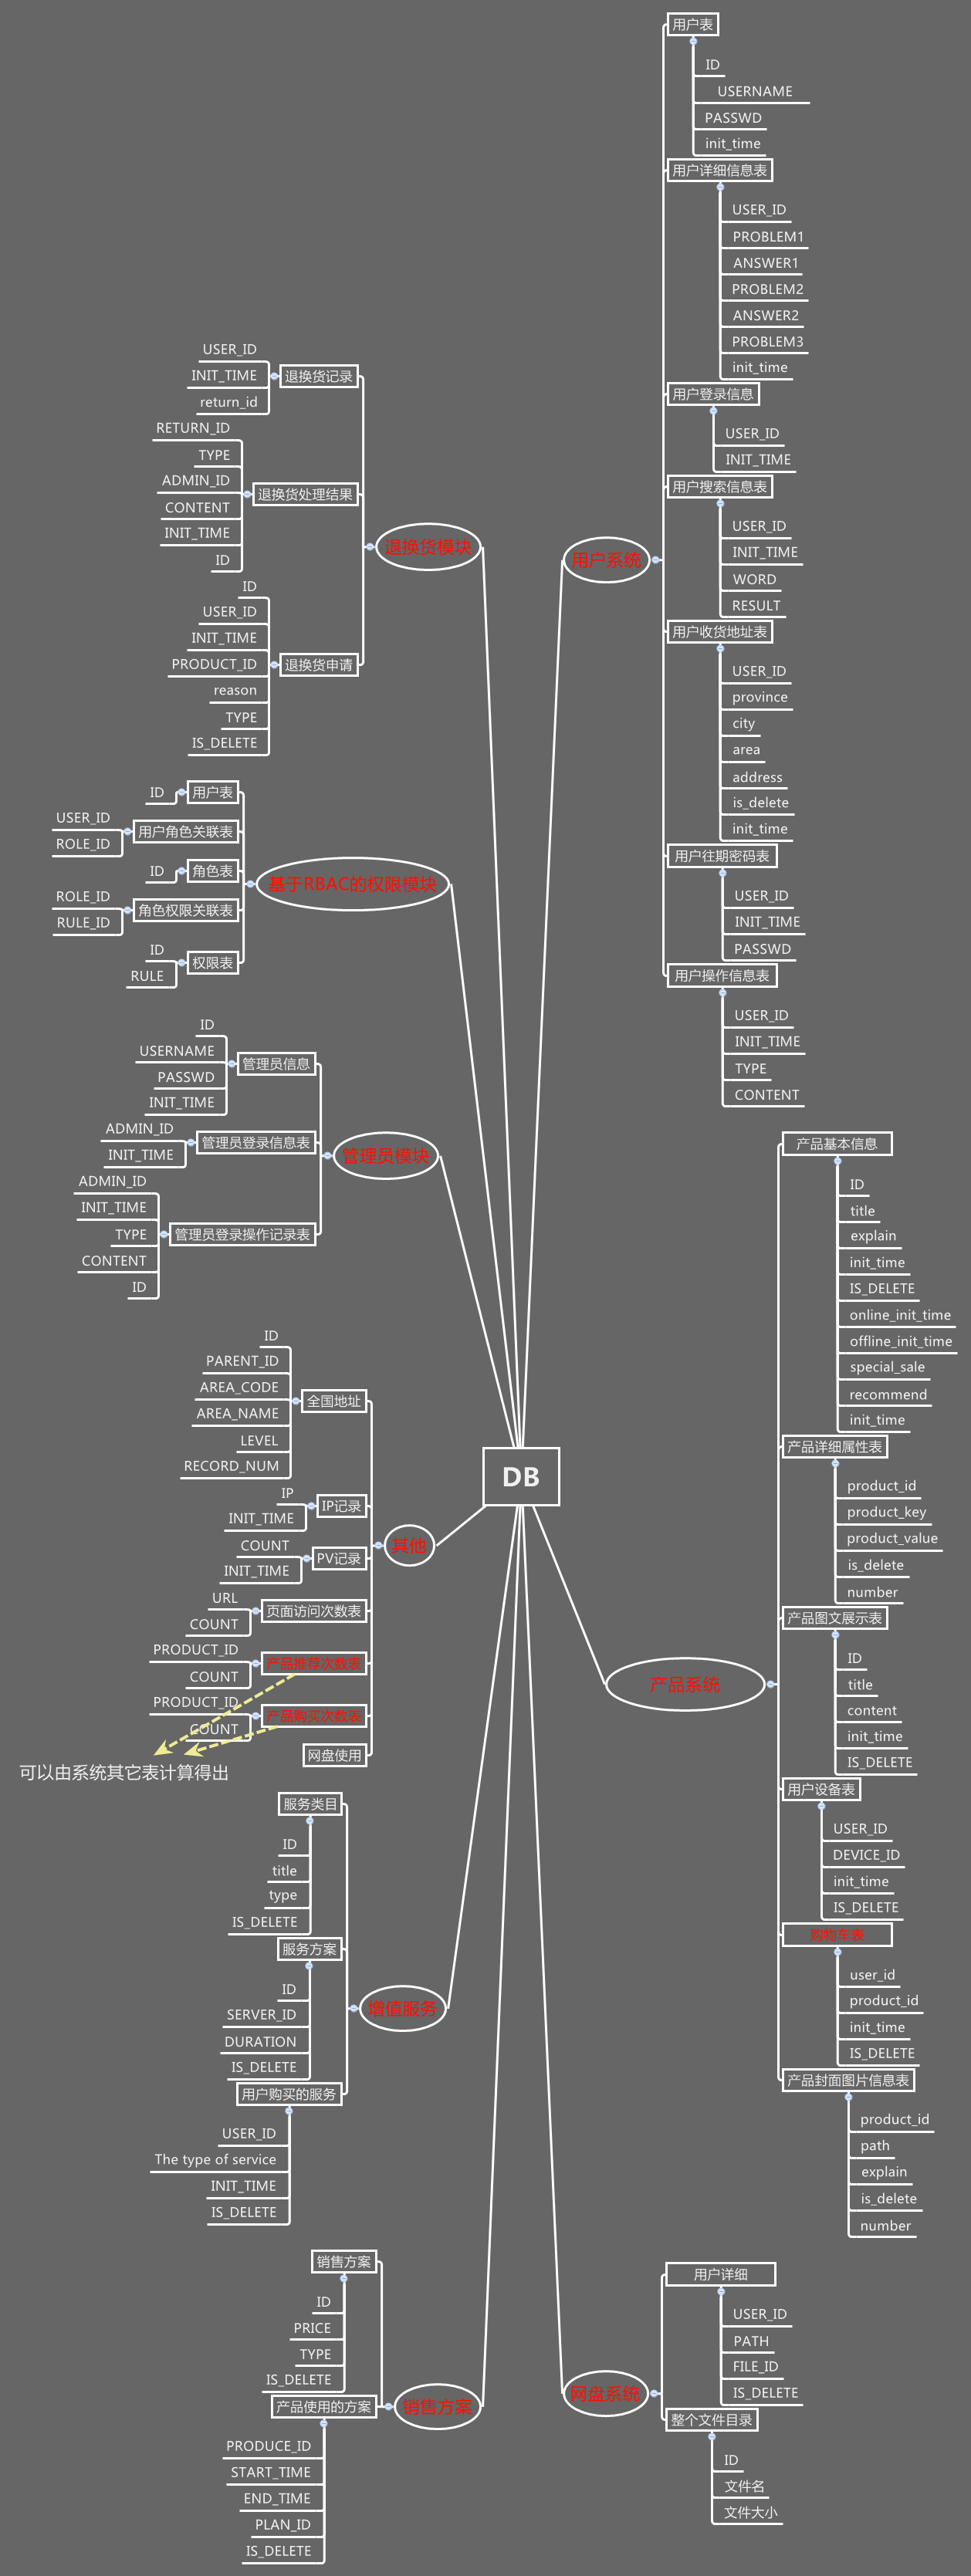 DB
用户系统
用户表
ID
USERNAME
PASSWD
init_time
用户详细信息表
USER_ID
PROBLEM1
ANSWER1
PROBLEM2
ANSWER2
PROBLEM3
init_time
用户登录信息
USER_ID
INIT_TIME
用户搜索信息表
USER_ID
INIT_TIME
WORD
RESULT
用户收货地址表
USER_ID
province
city
area
address
is_delete
init_time
用户往期密码表
USER_ID
INIT_TIME
PASSWD
用户操作信息表
USER_ID
INIT_TIME
TYPE
CONTENT
产品系统
产品基本信息
ID
title
explain
init_time
IS_DELETE
online_init_time
offline_init_time
special_sale
recommend
init_time
产品详细属性表
product_id
product_key
product_value
is_delete
number
产品图文展示表
ID
title
content
init_time
IS_DELETE
用户设备表
USER_ID
DEVICE_ID
init_time
IS_DELETE
购物车表
user_id
product_id
init_time
IS_DELETE
产品封面图片信息表
product_id
path
explain
is_delete
number
网盘系统
用户详细
USER_ID
PATH
FILE_ID
IS_DELETE
整个文件目录
ID
文件名
文件大小
退换货模块
退换货记录
USER_ID
INIT_TIME
return_id
退换货处理结果
RETURN_ID
TYPE
ADMIN_ID
CONTENT
INIT_TIME
ID
退换货申请
ID
USER_ID
INIT_TIME
PRODUCT_ID
reason
TYPE
IS_DELETE
基于RBAC的权限模块
用户表
ID
用户角色关联表
USER_ID
ROLE_ID
角色表
ID
角色权限关联表
ROLE_ID
RULE_ID
权限表
ID
RULE
管理员模块
管理员信息
ID
USERNAME
PASSWD
INIT_TIME
管理员登录信息表
ADMIN_ID
INIT_TIME
管理员登录操作记录表
ADMIN_ID
INIT_TIME
TYPE
CONTENT
ID
其他
全国地址
ID
PARENT_ID
AREA_CODE
AREA_NAME
LEVEL
RECORD_NUM
IP记录
IP
INIT_TIME
PV记录
COUNT
INIT_TIME
页面访问次数表
URL
COUNT
产品推荐次数表
PRODUCT_ID
COUNT
产品购买次数表
PRODUCT_ID
COUNT
网盘使用
可以由系统其它表计算得出
增值服务
服务类目
ID
title
type
IS_DELETE
服务方案
ID
SERVER_ID
DURATION
IS_DELETE
用户购买的服务
USER_ID
The type of service
INIT_TIME
IS_DELETE
销售方案
销售方案
ID
PRICE
TYPE
IS_DELETE
产品使用的方案
PRODUCE_ID
START_TIME
END_TIME
PLAN_ID
IS_DELETE